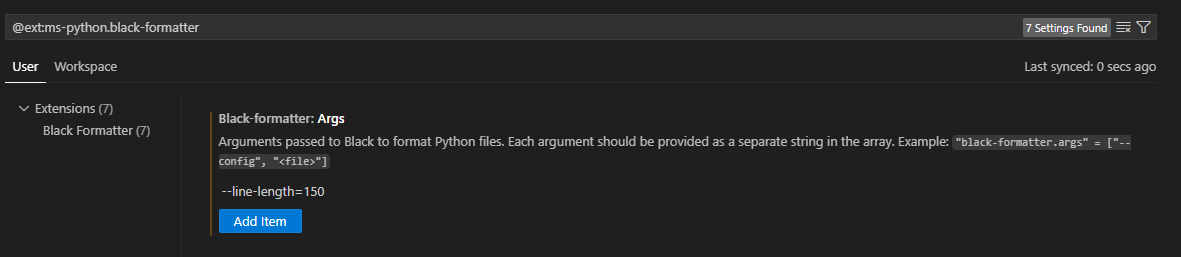 @ext:ms-python.black-formatter
7 Settings Found
User
Workspace
Last synced: 0 secs ago
Extensions (7)
Black Formatter (7)
Black-formatter: Args
Arguments passed to Black to format Python files. Each argument should be provided as a separate string in the array. Example: "black-formatter.args" = ["--
config", "<file>"]
--line-length=150
Add Item